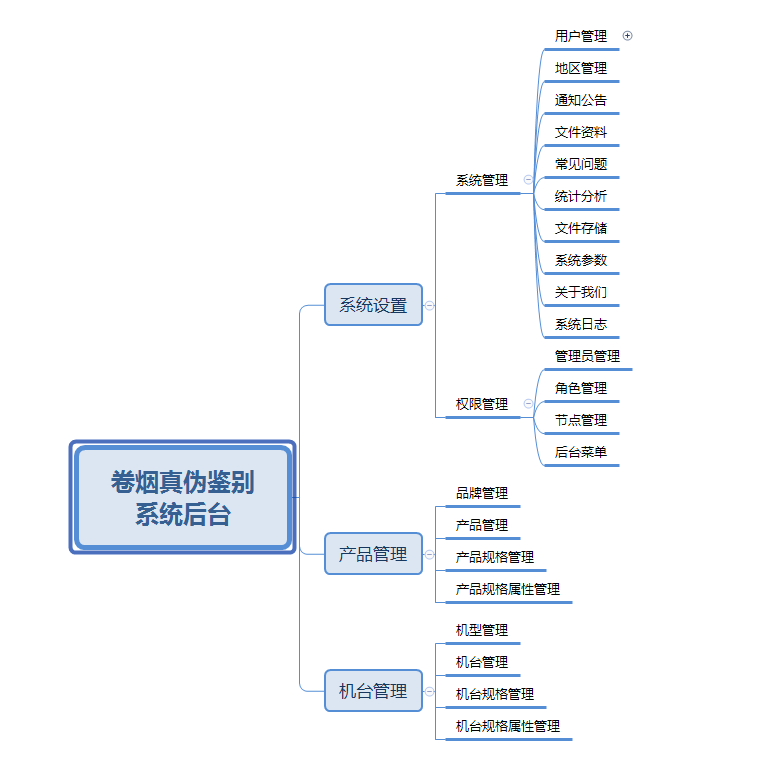 卷烟真伪鉴别
系统后台
系统设置
系统管理
用户管理
地区管理
通知公告
文件资料
常见问题
统计分析
文件存储
系统参数
关于我们
系统日志
权限管理
管理员管理
角色管理
节点管理
后台菜单
产品管理
品牌管理
产品管理
产品规格管理
产品规格属性管理
机台管理
机型管理
机台管理
机台规格管理
机台规格属性管理